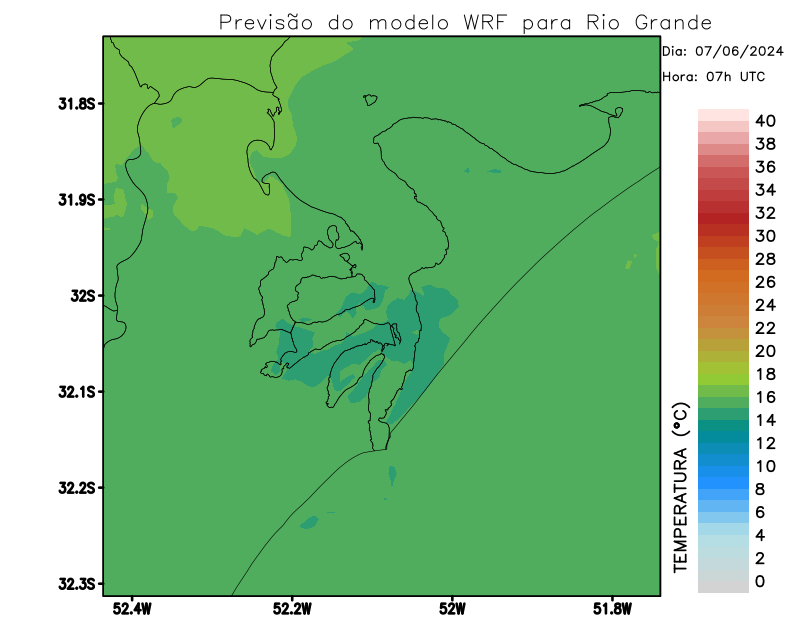 Previsão do modelo WRF para Rio Grande
Dia: 07/06/2024
Hora: 07h UTC
31.8S
31.9S
32S
32.1S
32.2S
32.3S
52.4W
52.2W
52W
51.8W
TEMPERATURA (°C)
40
38
36
34
32
30
28
26
24
22
20
18
16
14
12
10
8
6
4
2
0